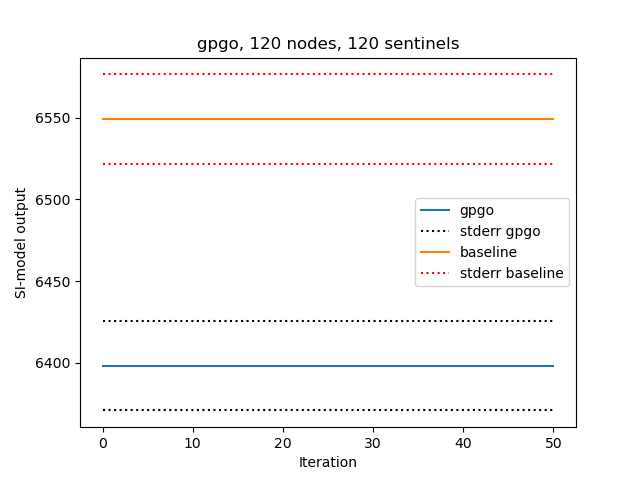 gpgo, 120 nodes, 120 sentinels
SI-model output
6550
6500
6450
6400
gpgo
stderr gpgo
baseline
stderr baseline
0 10 20 30 40 50
Iteration